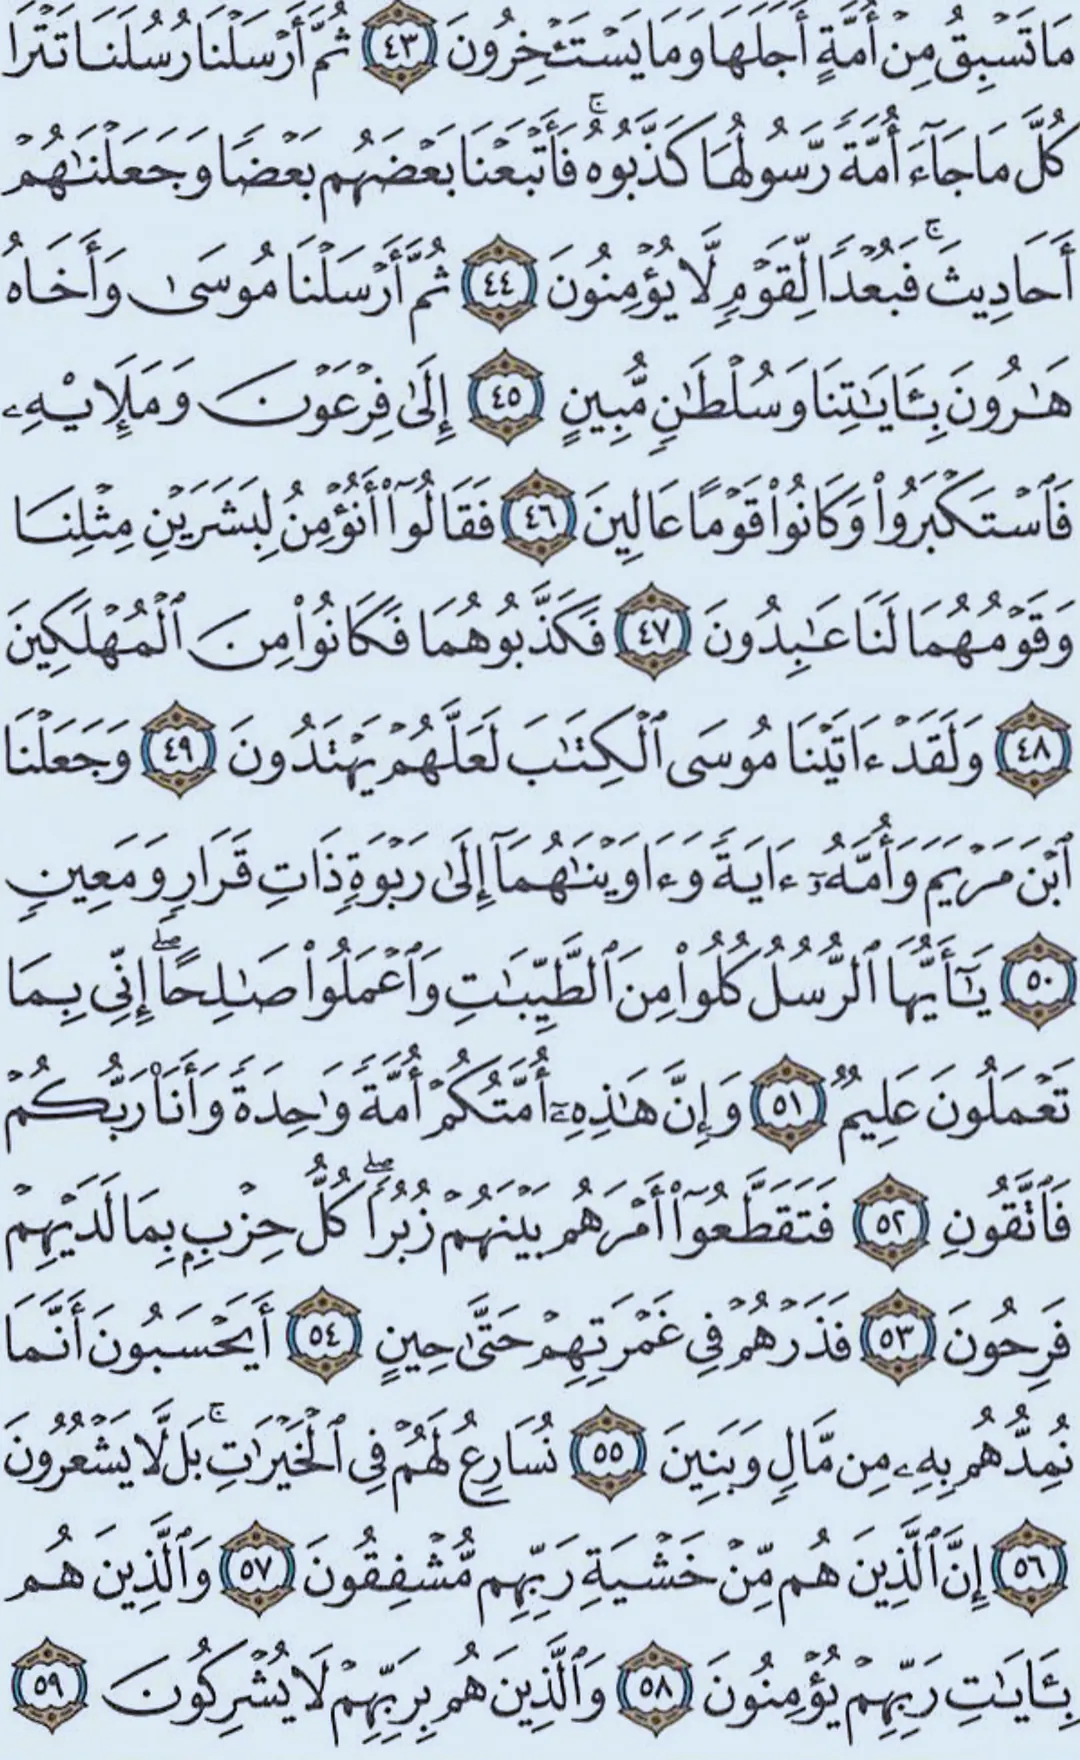 مَا تَسۡبِقُ مِنۡ أُمَّةٍ أَجَلَهَا وَمَا يَسۡتَـٔۡخِرُونَ ٤٣ ثُمَّ أَرۡسَلۡنَا رُسُلَنَا تَتۡرَا
كُلَّ مَا جَآءَ أُمَّةٗ رَّسُولُهَا كَذَّبُوهُۚ فَأَتۡبَعۡنَا بَعۡضَهُم بَعۡضٗا وَجَعَلۡنَٰهُمۡ
أَحَادِيثَۚ فَبُعۡدٗا لِّقَوۡمٖ لَّا يُؤۡمِنُونَ ٤٤ ثُمَّ أَرۡسَلۡنَا مُوسَىٰ وَأَخَاهُ
هَٰرُونَ بِـَٔايَٰتِنَا وَسُلۡطَٰنٖ مُّبِينٍ ٤٥ إِلَىٰ فِرۡعَوۡنَ وَمَلَإِيْهِۦ
فَٱسۡتَكۡبَرُواْ وَكَانُواْ قَوۡمًا عَالِينَ ٤٦ فَقَالُوٓاْ أَنُؤۡمِنُ لِبَشَرَيۡنِ مِثۡلِنَا
وَقَوۡمُهُمَا لَنَا عَٰبِدُونَ ٤٧ فَكَذَّبُوهُمَا فَكَانُواْ مِنَ ٱلۡمُهۡلَكِينَ
٤٨ وَلَقَدۡ ءَاتَيۡنَا مُوسَى ٱلۡكِتَٰبَ لَعَلَّهُمۡ يَهۡتَدُونَ ٤٩ وَجَعَلۡنَا
ٱبۡنَ مَرۡيَمَ وَأُمَّهُۥٓ ءَايَةٗ وَءَاوَيۡنَٰهُمَآ إِلَىٰ رَبۡوَةٖ ذَاتِ قَرَارٖ وَمَعِينٖ
٥٠ يَٰٓأَيُّهَا ٱلرُّسُلُ كُلُواْ مِنَ ٱلطَّيِّبَٰتِ وَٱعۡمَلُواْ صَٰلِحًاۖ إِنِّي بِمَا
تَعۡمَلُونَ عَلِيمٞ ٥١ وَإِنَّ هَٰذِهِۦٓ أُمَّتُكُمۡ أُمَّةٗ وَٰحِدَةٗ وَأَنَا۠ رَبُّكُمۡ
فَٱتَّقُونِ ٥٢ فَتَقَطَّعُوٓاْ أَمۡرَهُم بَيۡنَهُمۡ زُبُرٗاۖ كُلُّ حِزۡبِۭ بِمَا لَدَيۡهِمۡ
فَرِحُونَ ٥٣ فَذَرۡهُمۡ فِي غَمۡرَتِهِمۡ حَتَّىٰ حِينٍ ٥٤ أَيَحۡسَبُونَ أَنَّمَا
نُمِدُّهُم بِهِۦ مِن مَّالٖ وَبَنِينَ ٥٥ نُسَارِعُ لَهُمۡ فِي ٱلۡخَيۡرَٰتِۚ بَل لَّا يَشۡعُرُونَ
٥٦ إِنَّ ٱلَّذِينَ هُم مِّنۡ خَشۡيَةِ رَبِّهِم مُّشۡفِقُونَ ٥٧ وَٱلَّذِينَ هُم
بِـَٔايَٰتِ رَبِّهِمۡ يُؤۡمِنُونَ ٥٨ وَٱلَّذِينَ هُم بِرَبِّهِمۡ لَا يُشۡرِكُونَ ٥٩